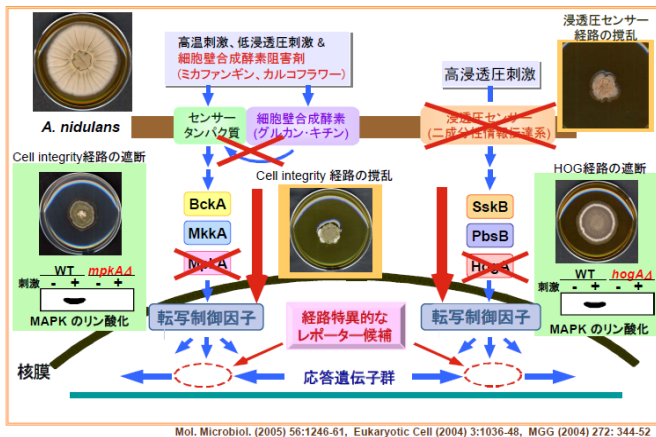 高温刺激、低浸透圧刺激 &
細胞壁合成酵素阻害剤
(ミカファンギン、カルコフラワー)
高浸透圧刺激
浸透圧センサー
経路の撹乱
A. nidulans
センサー
タンパク質
細胞壁合成酵素
(グルカン・キチン)
浸透圧センサー
(二成分性情報伝達系)
Cell integrity経路の遮断
Cell integrity 経路の撹乱
HOG経路の遮断
BckA
MkkA
MpkA
SskB
PbsB
HogA
WT mpkAΔ
刺激 - + - +
MAPK のリン酸化
WT hogAΔ
刺激 - + - +
MAPK のリン酸化
転写制御因子
経路特異的な
レポーター候補
転写制御因子
核膜
応答遺伝子群
Mol. Microbiol. (2005) 56:1246-61, Eukaryotic Cell (2004) 3:1036-48, MGG (2004) 272: 344-52